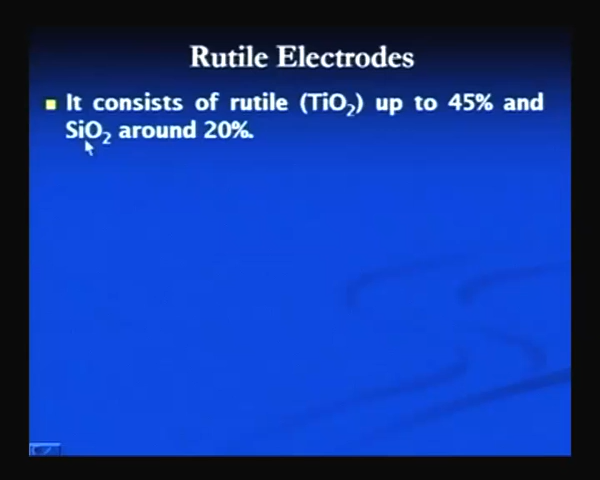 Rutile Electrodes
It consists of rutile (TiO₂) up to 45% and
SiO₂ around 20%.